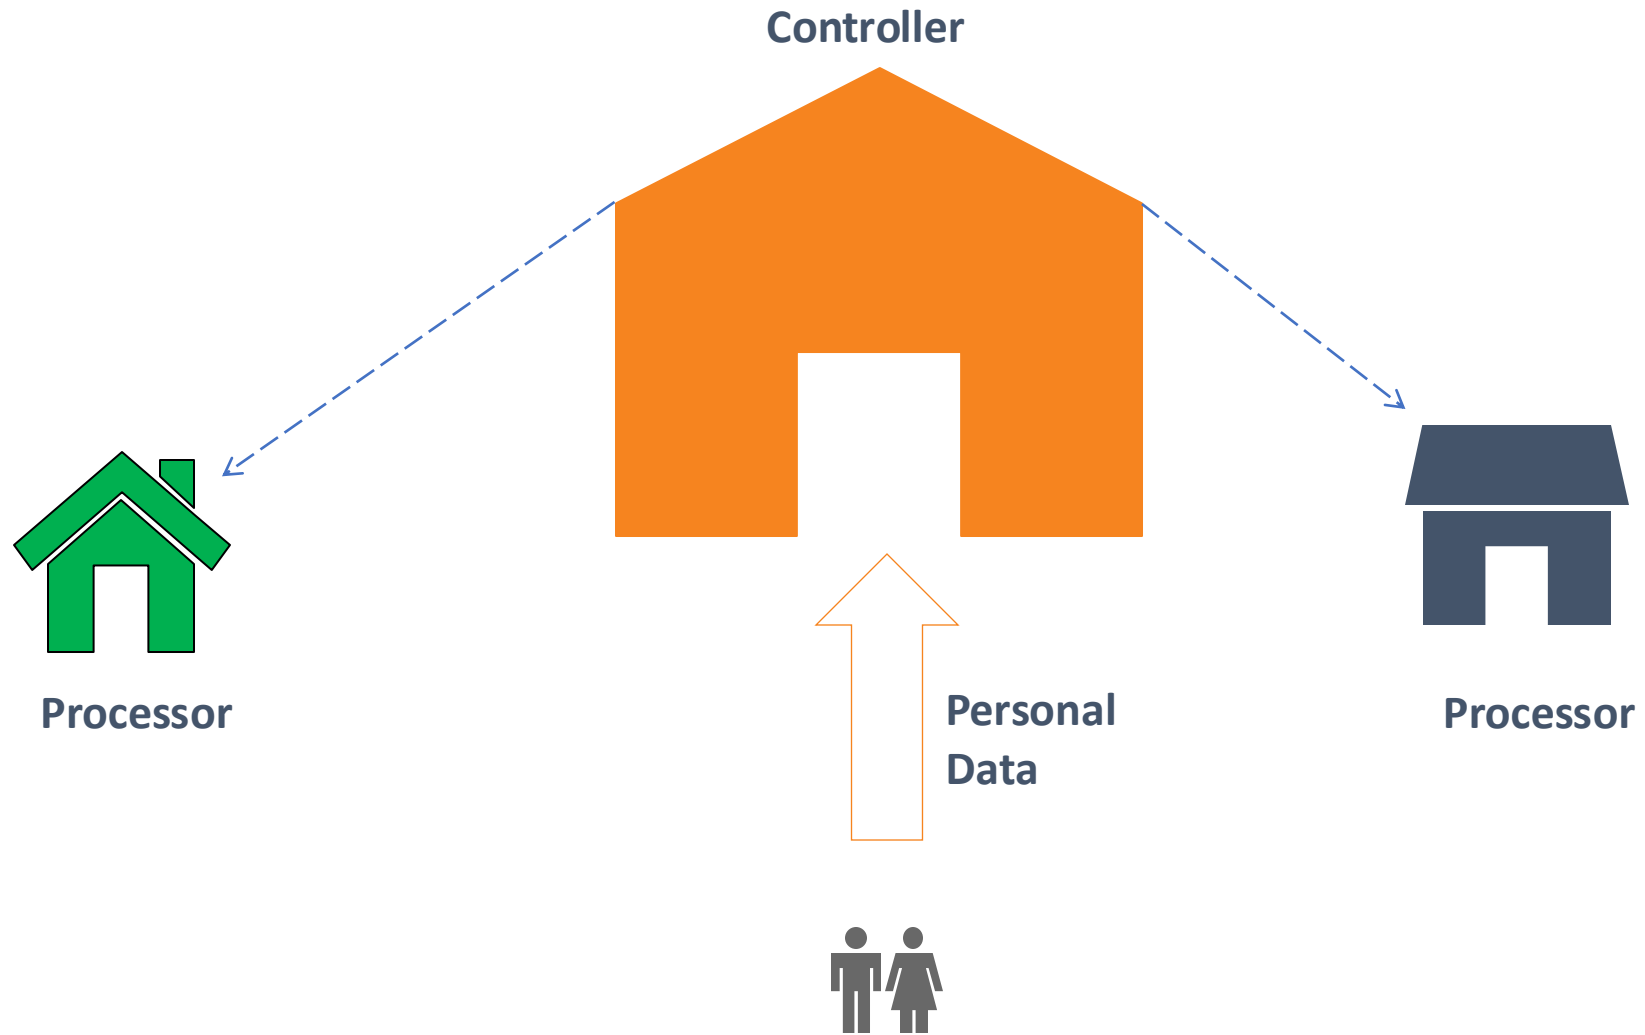 Controller
Processor
Personal
Data
Processor